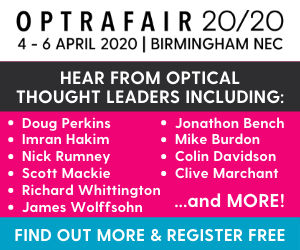 OPTRAFAIR 20/20
4 - 6 APRIL 2020 | BIRMINGHAM NEC
HEAR FROM OPTICAL
THOUGHT LEADERS INCLUDING:
• Doug Perkins
• Imran Hakim
• Nick Rumney
• Scott Mackie
• Richard Whittington
• James Wolffsohn
• Jonathon Bench
• Mike Burdon
• Colin Davidson
• Clive Marchant
...and MORE!
FIND OUT MORE & REGISTER FREE